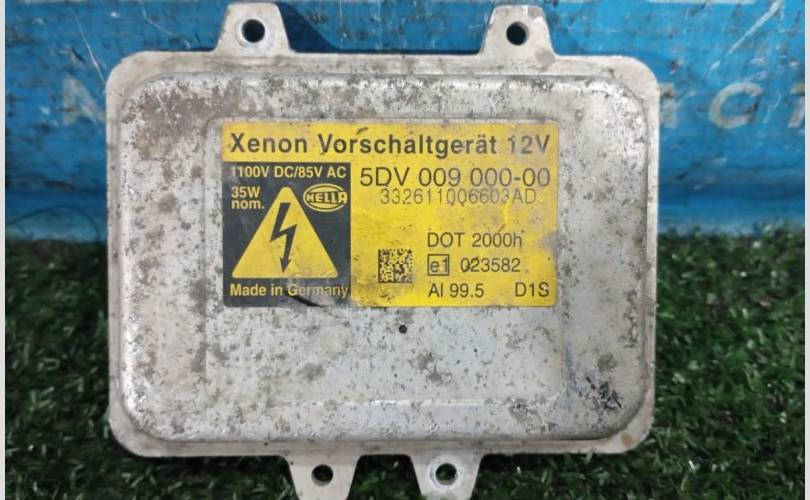 Xenon Vorschaltgerät 12V
1100V DC/85V AC
35W
nom.
HELLA
5DV 009 000-00
332611006603AD
DOT 2000h
e1 023582
Al 99.5 D1S
Made in Germany